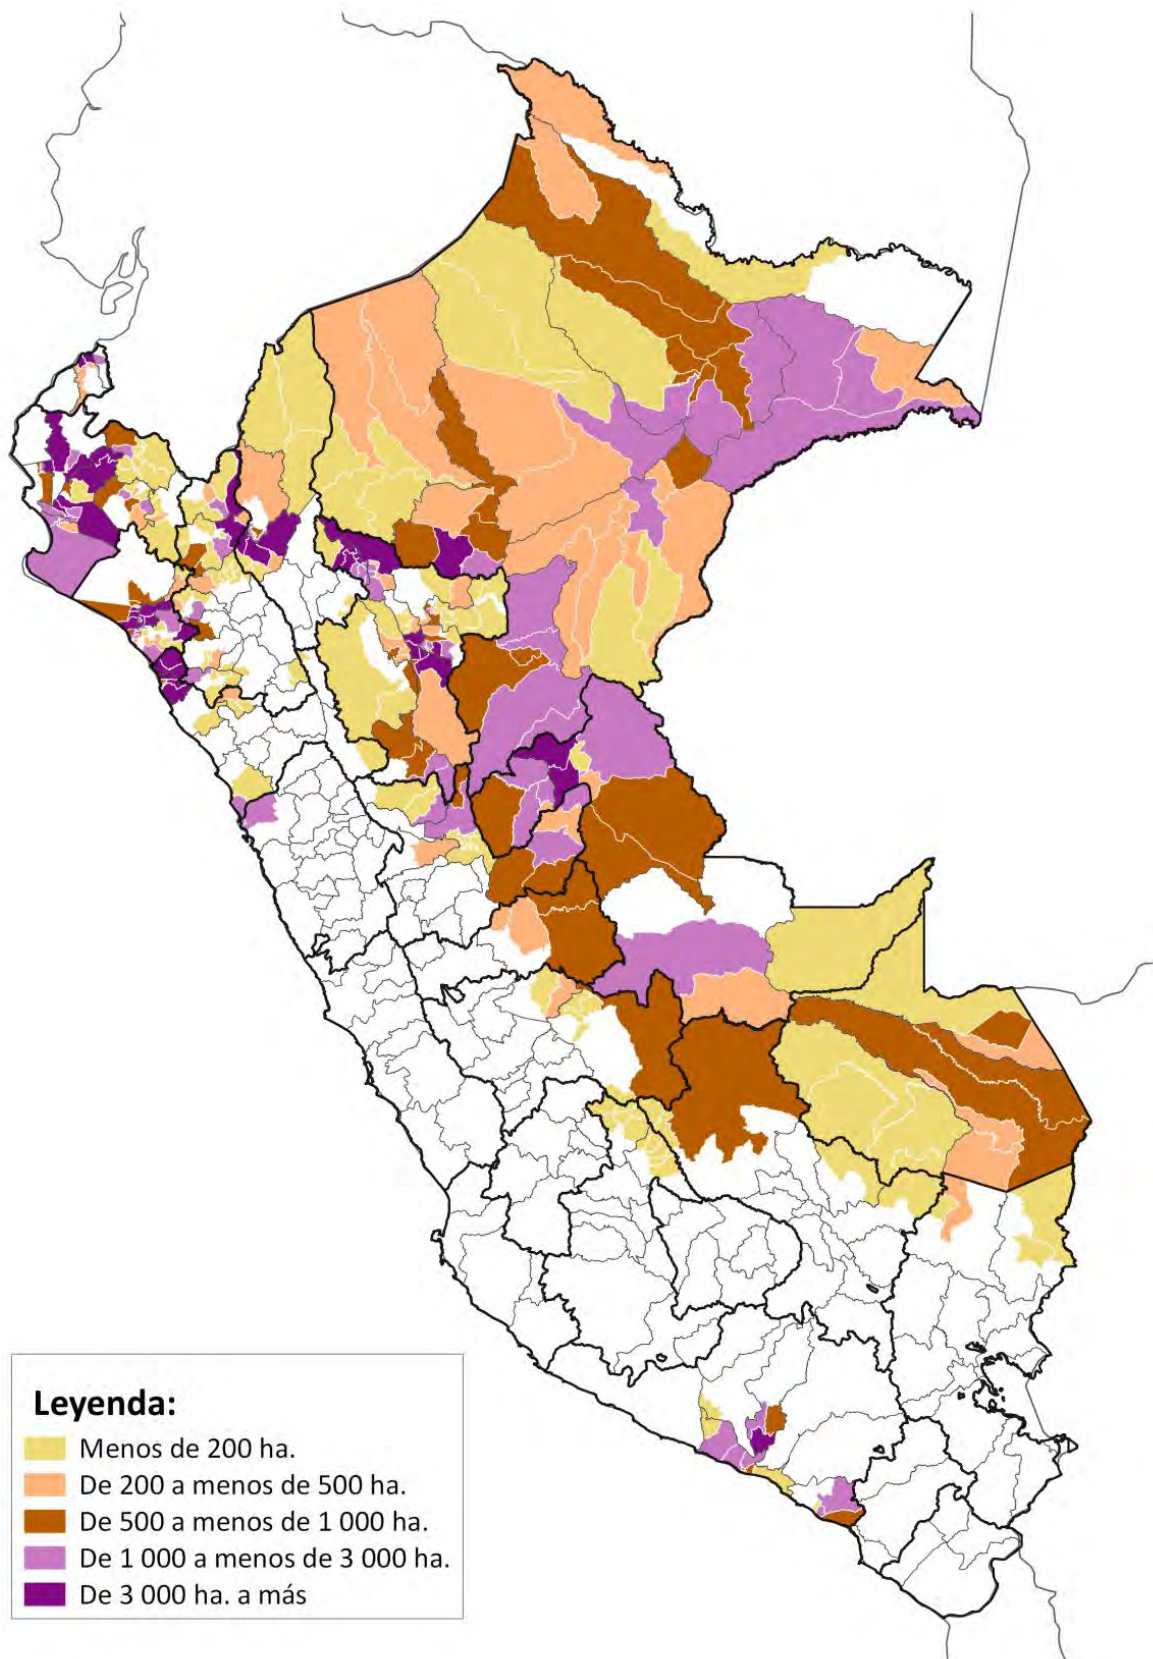 Leyenda:
Menos de 200 ha.
De 200 a menos de 500 ha.
De 500 a menos de 1 000 ha.
De 1 000 a menos de 3 000 ha.
De 3 000 ha. a más